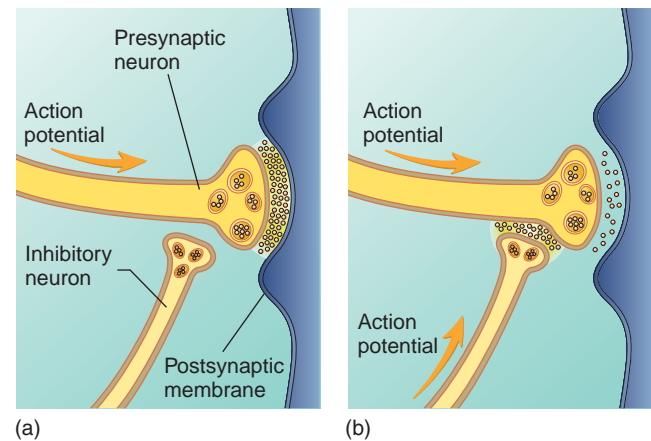 Presynaptic
neuron
Action
potential
Inhibitory
neuron
Postsynaptic
membrane
(a)
Action
potential
Action
potential
(b)